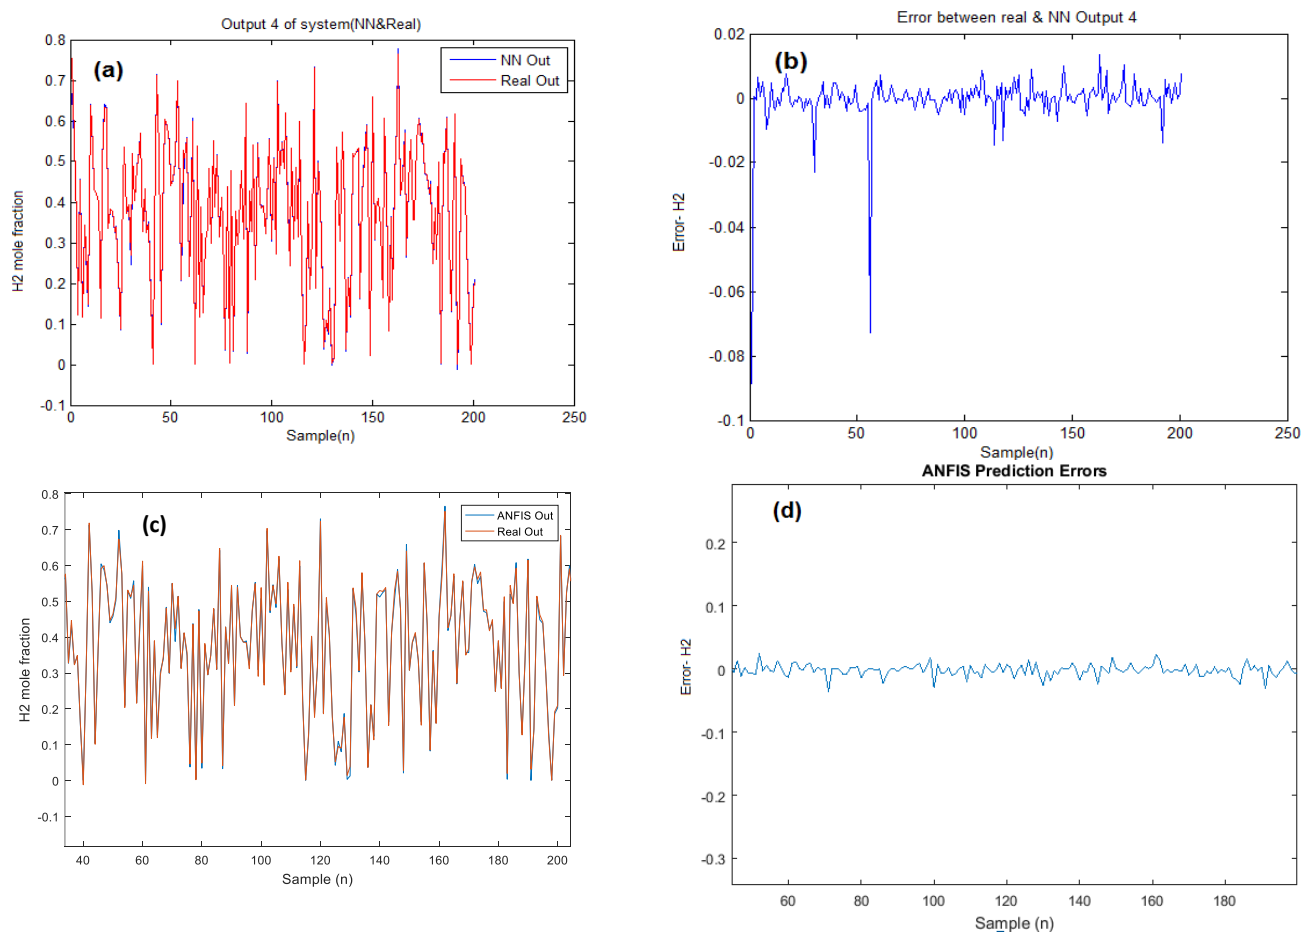 Output 4 of system(NN&Real)
(a)
NN Out
Real Out
0.8
0.7
0.6
0.5
0.4
0.3
0.2
0.1
0
-0.1
H2 mole fraction
0 50 100 150 200 250
Sample(n)
Error between real & NN Output 4
(b)
0.02
0
-0.02
-0.04
-0.06
-0.08
-0.1
Error- H2
0 50 100 150 200 250
Sample(n)
(c)
ANFIS Out
Real Out
0.8
0.7
0.6
0.5
0.4
0.3
0.2
0.1
0
-0.1
H2 mole fraction
40 60 80 100 120 140 160 180 200
Sample (n)
ANFIS Prediction Errors
(d)
0.2
0.1
0
-0.1
-0.2
-0.3
Error- H2
60 80 100 120 140 160 180
Sample (n)